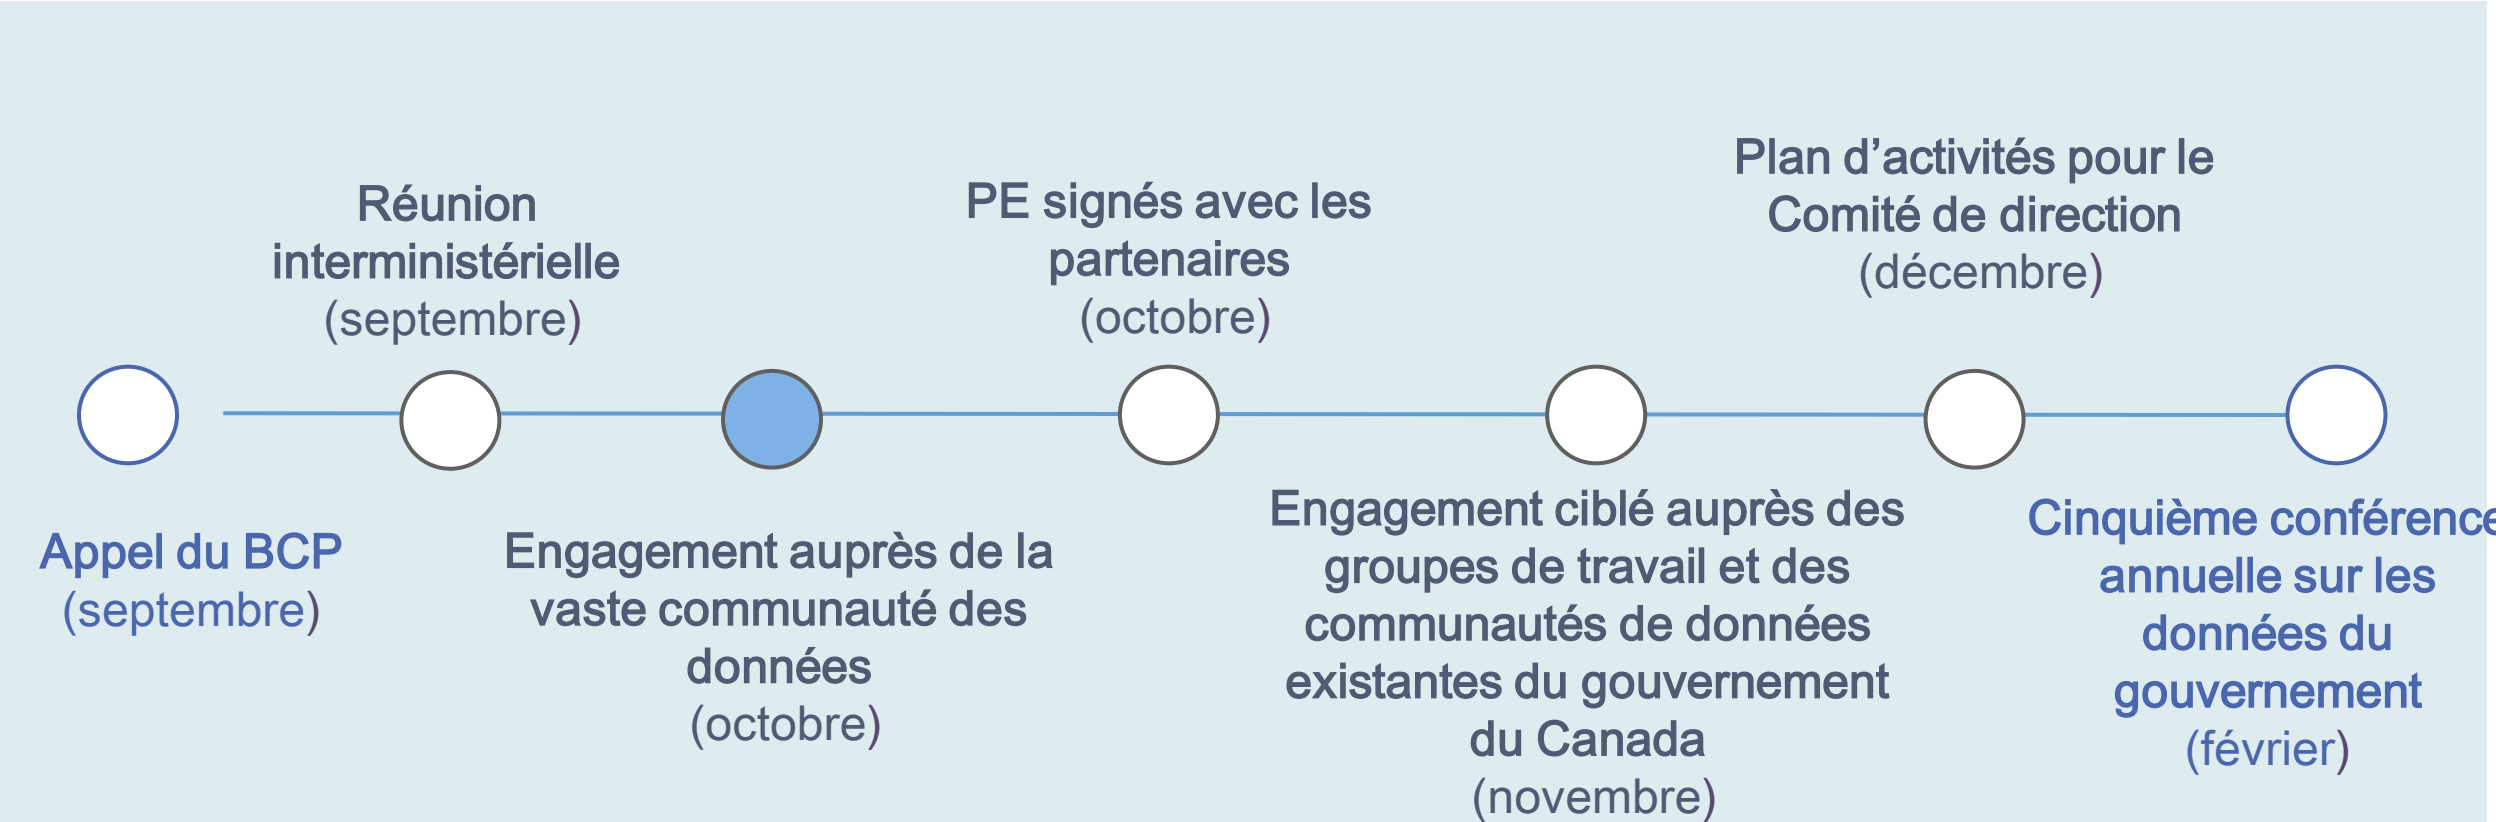 Appel du BCP
(septembre)
Réunion
interministérielle
(septembre)
Engagement auprès de la
vaste communauté des
données
(octobre)
PE signés avec les
partenaires
(octobre)
Engagement ciblé auprès des
groupes de travail et des
communautés de données
existantes du gouvernement
du Canada
(novembre)
Plan d’activités pour le
Comité de direction
(décembre)
Cinquième conférence
annuelle sur les
données du
gouvernement
(février)